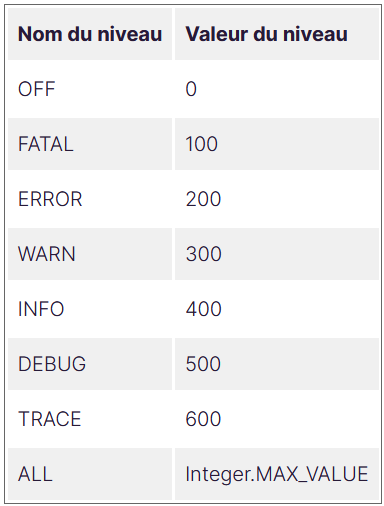 Nom du niveau Valeur du niveau
OFF 0
FATAL 100
ERROR 200
WARN 300
INFO 400
DEBUG 500
TRACE 600
ALL Integer.MAX_VALUE